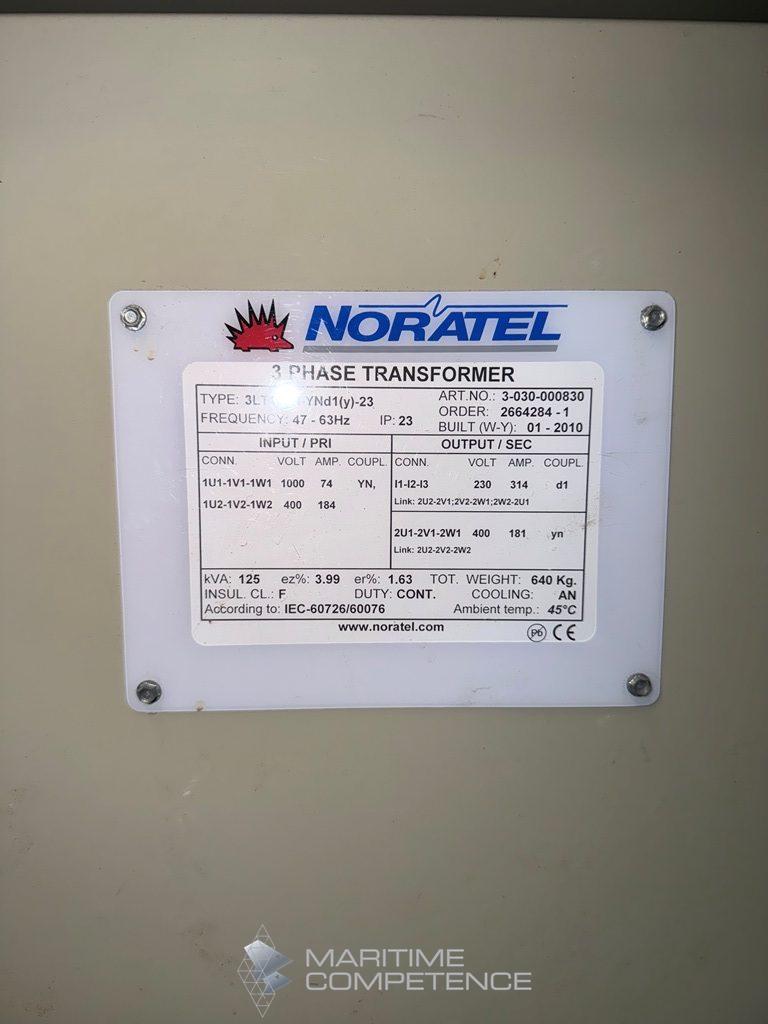 NORATEL
3 PHASE TRANSFORMER
TYPE: YNd1(y)-23 ART.NO.: 3-030-000830
FREQUENCY: 47 - 63Hz IP: 23 ORDER: 2664284 - 1
BUILT (W-Y): 01 - 2010
INPUT / PRI OUTPUT / SEC
CONN. VOLT AMP. COUPL. CONN. VOLT AMP. COUPL.
1U1-1V1-1W1 1000 74 YN, I1-I2-I3 230 314 d1
Link: 2U2-2V1;2V2-2W1;2W2-2U1
1U2-1V2-1W2 400 184
2U1-2V1-2W1 400 181 yn
Link: 2U2-2V2-2W2
kVA: 125 ez%: 3.99 er%: 1.63 TOT. WEIGHT: 640 Kg.
INSUL. CL.: F DUTY: CONT. COOLING: AN
According to: IEC-60726/60076 Ambient temp.: 45°C
www.noratel.com Pb CE
MARITIME
COMPETENCE